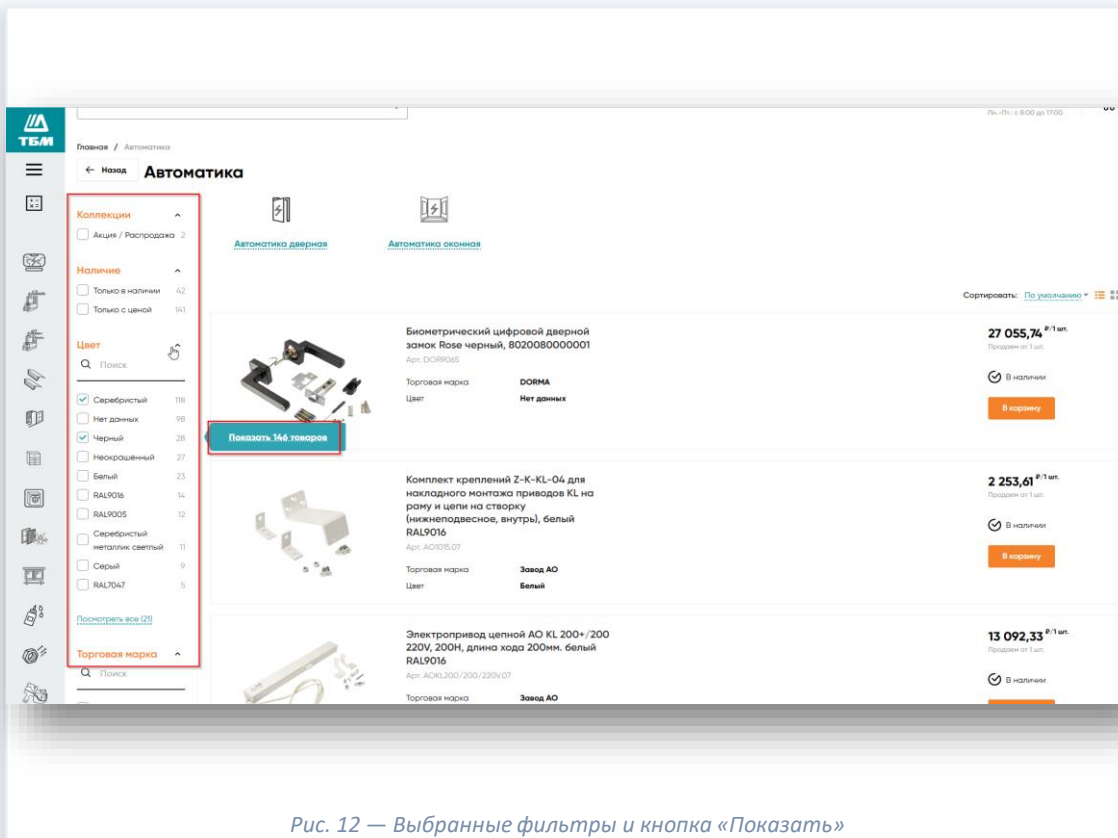 Пн.-Пт.: с 8:00 до 17:00
ТБМ
Главная / Автоматика
← Назад
Автоматика
Коллекции
Акция / Распродажа 2
Наличие
Только в наличии 42
Только с ценой 141
Цвет
Поиск
Серебристый 118
Нет данных 98
Черный 28
Неокрашенный 27
Белый 23
RAL9016 14
RAL9005 12
Серебристый
металлик светлый 11
Серый 9
RAL7047 5
Посмотреть все (21)
Торговая марка
Поиск
Автоматика дверная
Автоматика оконная
Сортировать: По умолчанию
Биометрический цифровой дверной
замок Rose черный, 8020080000001
Арт. DOR9065
Торговая марка DORMA
Цвет Нет данных
27 055,74 ₽/1 шт.
Продаем от 1 шт.
В наличии
В корзину
Показать 146 товаров
Комплект креплений Z-K-KL-04 для
накладного монтажа приводов KL на
раму и цепи на створку
(нижнеподвесное, внутрь), белый
RAL9016
Арт. AO1015.07
Торговая марка Завод АО
Цвет Белый
2 253,61 ₽/1 шт.
Продаем от 1 шт.
В наличии
В корзину
Электропривод цепной АО KL 200+/200
220V, 200H, длина хода 200мм. белый
RAL9016
Арт. AOKL200/200/220V.07
Торговая марка Завод АО
13 092,33 ₽/1 шт.
Продаем от 1 шт.
В наличии
Рис. 12 — Выбранные фильтры и кнопка «Показать»